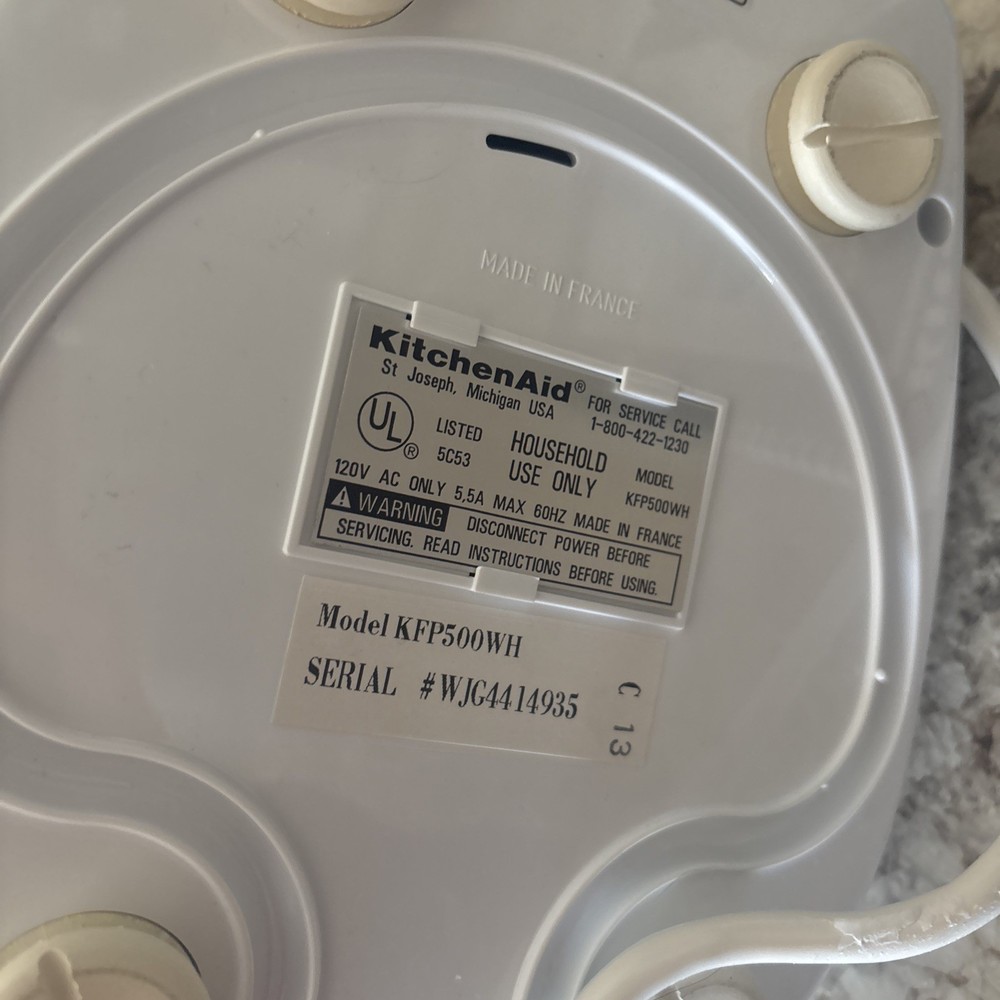 MADE IN FRANCE
KitchenAid®
St Joseph, Michigan USA
FOR SERVICE CALL
1-800-422-1230
UL ®
LISTED
5C53
HOUSEHOLD
USE ONLY
MODEL
KFP500WH
120V AC ONLY 5,5A MAX 60HZ MADE IN FRANCE
WARNING DISCONNECT POWER BEFORE
SERVICING. READ INSTRUCTIONS BEFORE USING.
Model KFP500WH
SERIAL #WJG4414935
C 13